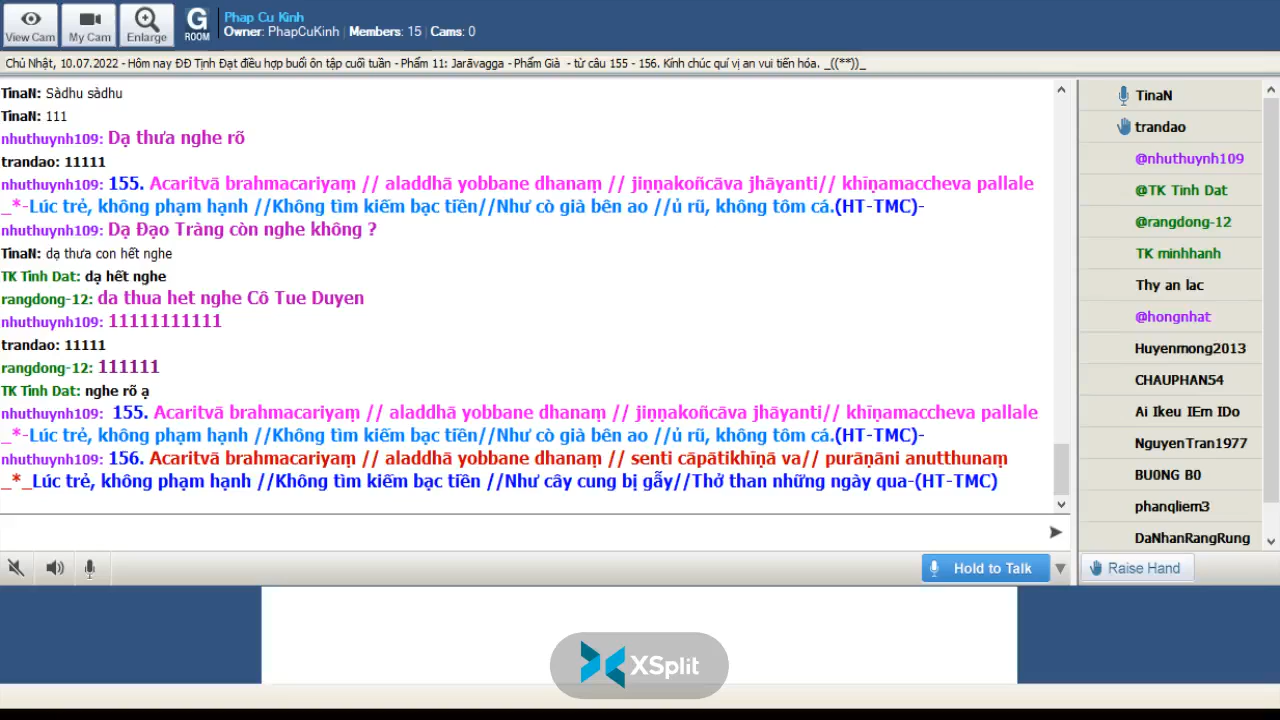 View Cam
My Cam
Enlarge
G
ROOM
Phap Cu Kinh
Owner: PhapCuKinh | Members: 15 | Cams: 0
Chủ Nhật, 10.07.2022 - Hôm nay ĐĐ Tịnh Đạt điều hợp buổi ôn tập cuối tuần - Phẩm 11: Jarāvagga - Phẩm Già - từ câu 155 - 156. Kính chúc quí vị an vui tiến hóa. _((**))_
TinaN: Sàdhu sàdhu
TinaN: 111
nhuthuynh109: Dạ thưa nghe rõ
trandao: 11111
nhuthuynh109: 155. Acaritvā brahmacariyaṃ // aladdhā yobbane dhanaṃ // jiṇṇakoñcāva jhāyanti// khīṇamaccheva pallale
_*-Lúc trẻ, không phạm hạnh //Không tìm kiếm bạc tiền//Như cò già bên ao //ủ rũ, không tôm cá.(HT-TMC)-
nhuthuynh109: Dạ Đạo Tràng còn nghe không ?
TinaN: dạ thưa con hết nghe
TK Tinh Dat: dạ hết nghe
rangdong-12: da thua het nghe Cô Tue Duyen
nhuthuynh109: 11111111111
trandao: 11111
rangdong-12: 111111
TK Tinh Dat: nghe rõ ạ
nhuthuynh109: 155. Acaritvā brahmacariyaṃ // aladdhā yobbane dhanaṃ // jiṇṇakoñcāva jhāyanti// khīṇamaccheva pallale
_*-Lúc trẻ, không phạm hạnh //Không tìm kiếm bạc tiền//Như cò già bên ao //ủ rũ, không tôm cá.(HT-TMC)-
nhuthuynh109: 156. Acaritvā brahmacariyaṃ // aladdhā yobbane dhanaṃ // senti cāpātikhīṇā va// purāṇāni anutthunaṃ
_*_Lúc trẻ, không phạm hạnh //Không tìm kiếm bạc tiền //Như cây cung bị gẫy//Thở than những ngày qua-(HT-TMC)
TinaN
trandao
@nhuthuynh109
@TK Tinh Dat
@rangdong-12
TK minhhanh
Thy an lac
@hongnhat
Huyenmong2013
CHAUPHAN54
Ai Ikeu IEm IDo
NguyenTran1977
BU0NG B0
phanqliem3
DaNhanRangRung
Hold to Talk
Raise Hand
XSplit